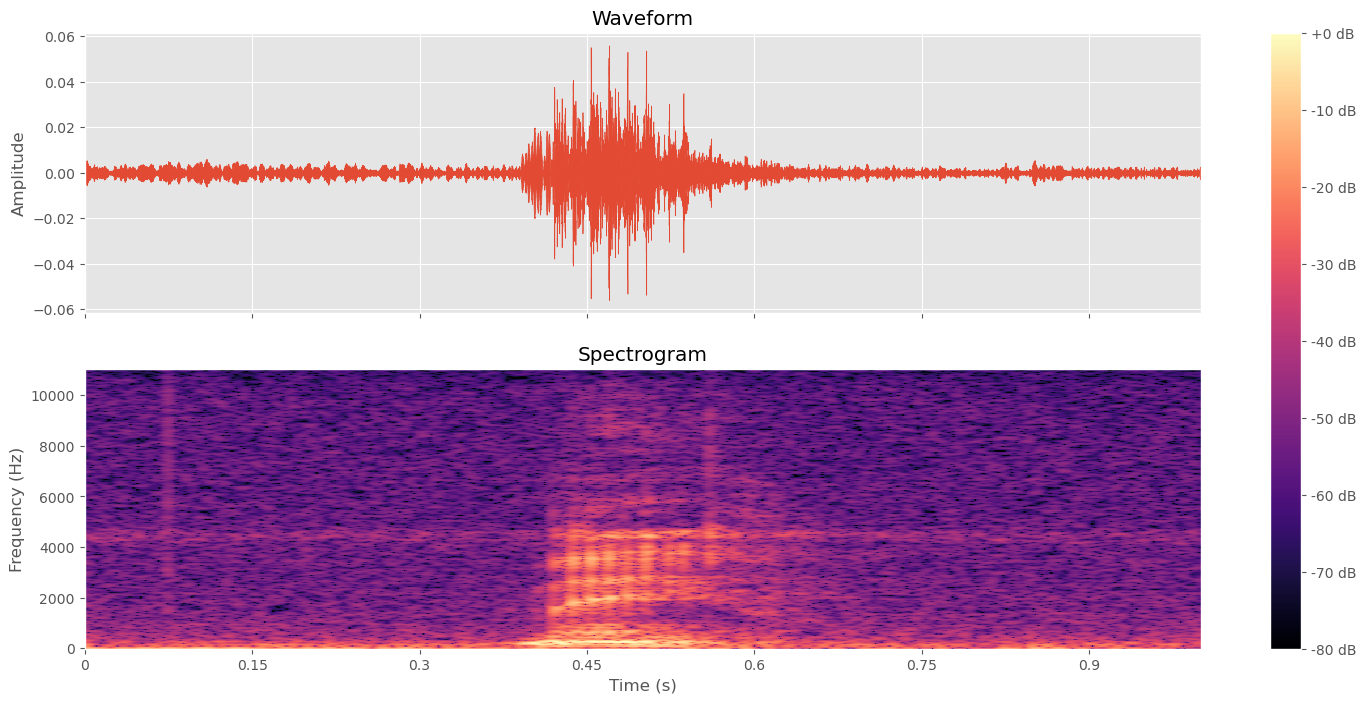 Waveform
0.06
0.04
0.02
0.00
−0.02
−0.04
−0.06
Amplitude
Spectrogram
10000
8000
6000
4000
2000
0
Frequency (Hz)
0 0.15 0.3 0.45 0.6 0.75 0.9
Time (s)
+0 dB
-10 dB
-20 dB
-30 dB
-40 dB
-50 dB
-60 dB
-70 dB
-80 dB